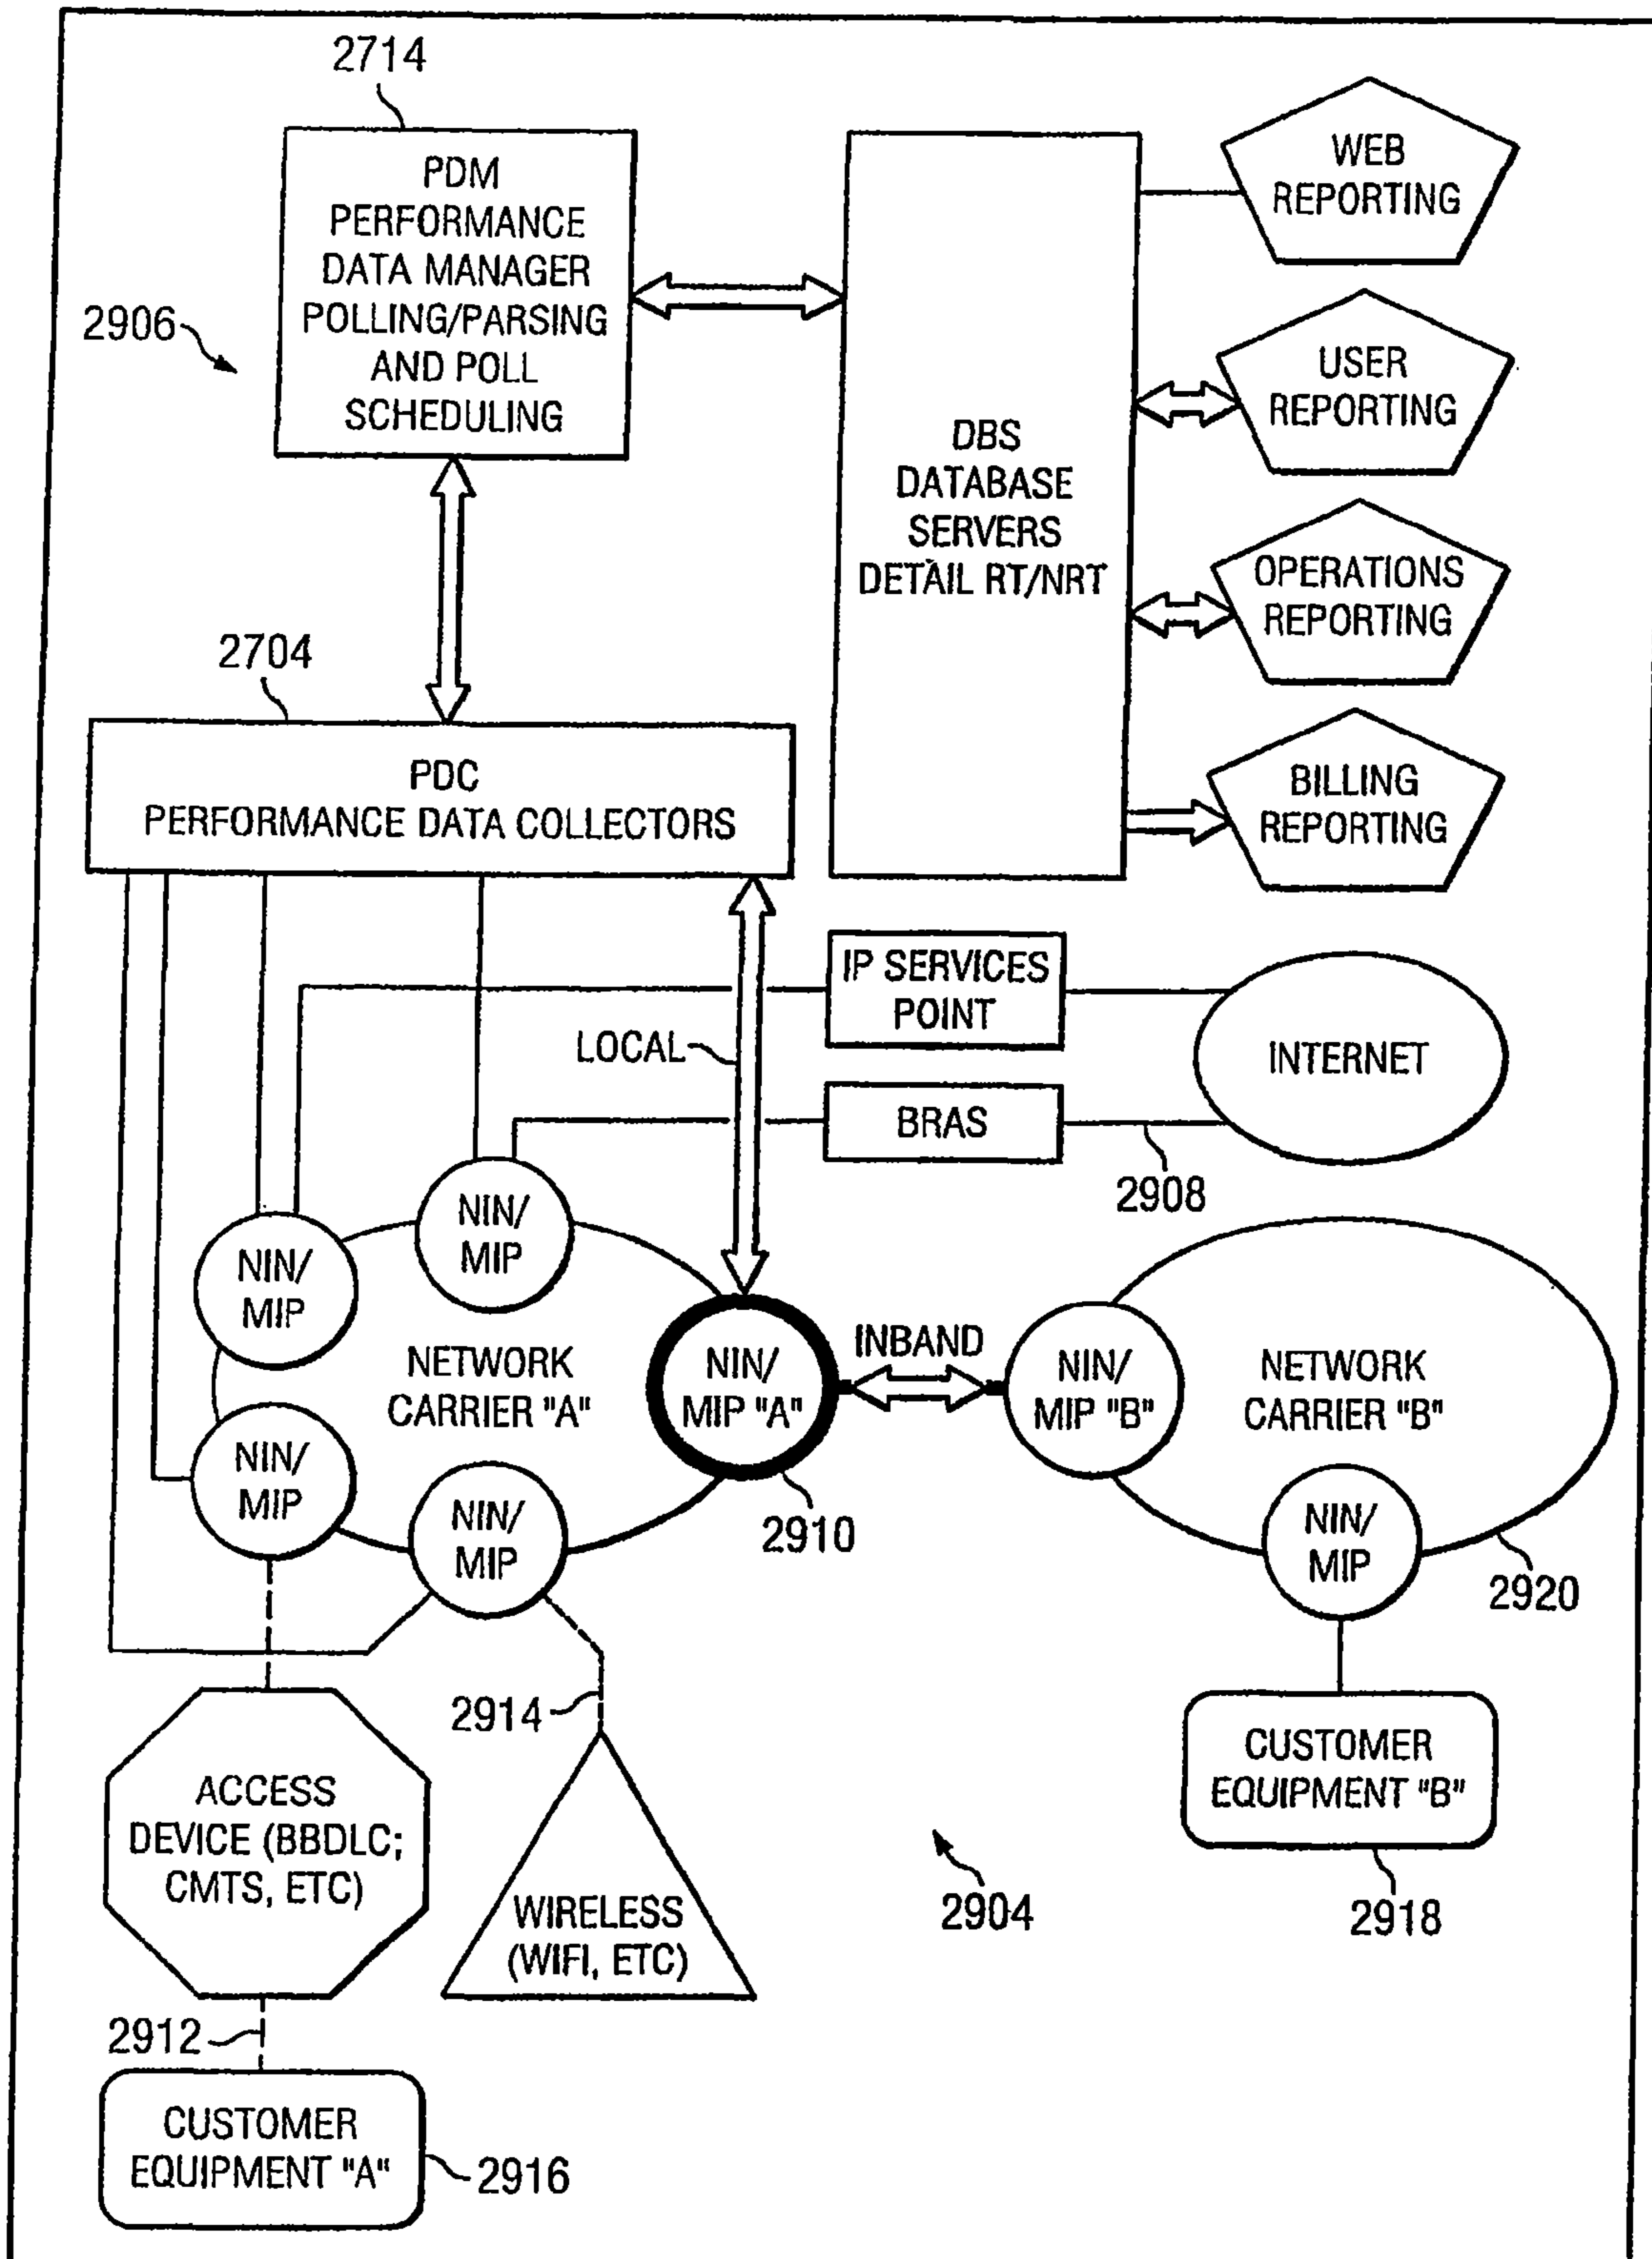 2714
PDM
PERFORMANCE
DATA MANAGER
POLLING/PARSING
AND POLL
SCHEDULING
2906
DBS
DATABASE
SERVERS
DETAIL RT/NRT
WEB
REPORTING
USER
REPORTING
OPERATIONS
REPORTING
BILLING
REPORTING
2704
PDC
PERFORMANCE DATA COLLECTORS
IP SERVICES
POINT
LOCAL
INTERNET
BRAS
2908
NIN/
MIP
NIN/
MIP
NETWORK
CARRIER "A"
NIN/
MIP "A"
INBAND
NIN/
MIP "B"
NETWORK
CARRIER "B"
NIN/
MIP
NIN/
MIP
2910
NIN/
MIP
2920
2914
ACCESS
DEVICE (BBDLC;
CMTS, ETC)
WIRELESS
(WIFI, ETC)
2904
CUSTOMER
EQUIPMENT "B"
2918
2912
CUSTOMER
EQUIPMENT "A"
2916